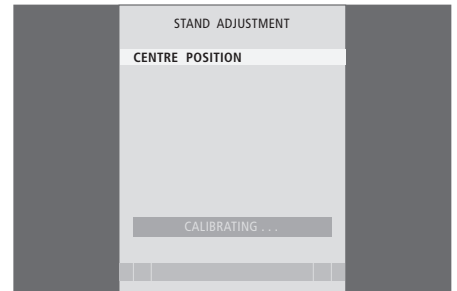 STAND ADJUSTMENT
CENTRE POSITION
CALIBRATING . . .